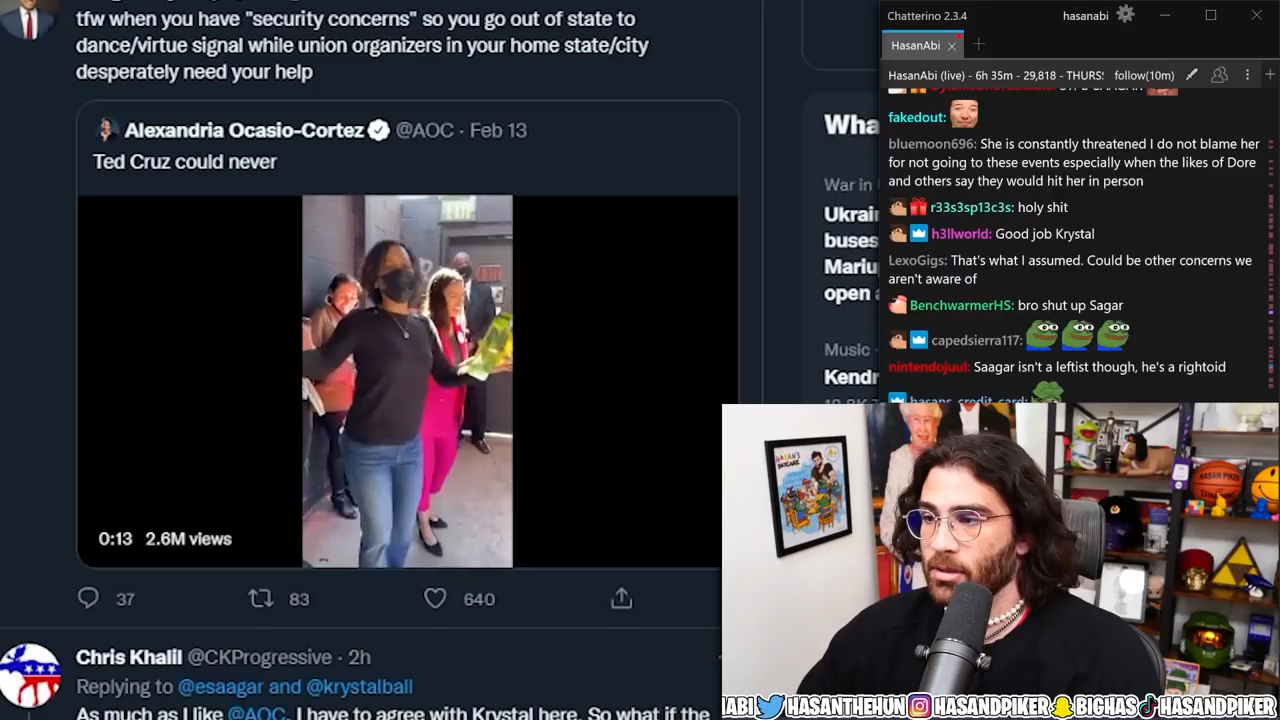 tfw when you have "security concerns" so you go out of state to
dance/virtue signal while union organizers in your home state/city
desperately need your help
Alexandria Ocasio-Cortez @AOC · Feb 13
Ted Cruz could never
0:13 2.6M views
37 83 640
Chris Khalil @CKProgressive · 2h
Replying to @esaagar and @krystalball
As much as I like @AOC, I have to agree with Krystal here. So what if the
Wha
War in
Ukrai
buses
Mariu
open a
Music ·
Kendr
Chatterino 2.3.4 hasanabi
HasanAbi
HasanAbi (live) - 6h 35m - 29,818 - THURS: follow(10m)
fakedout:
bluemoon696: She is constantly threatened I do not blame her
for not going to these events especially when the likes of Dore
and others say they would hit her in person
r33s3sp13c3s: holy shit
h3llworld: Good job Krystal
LexoGigs: That's what I assumed. Could be other concerns we
aren't aware of
BenchwarmerHS: bro shut up Sagar
capedsierra117:
nintendojuul: Saagar isn't a leftist though, he's a rightoid
hasans_credit_card:
HASAN'S
DAYCARE
HASAN PIKER
ABI HASANTHEHUN HASANDPIKER BIGHAS HASANDPIKER